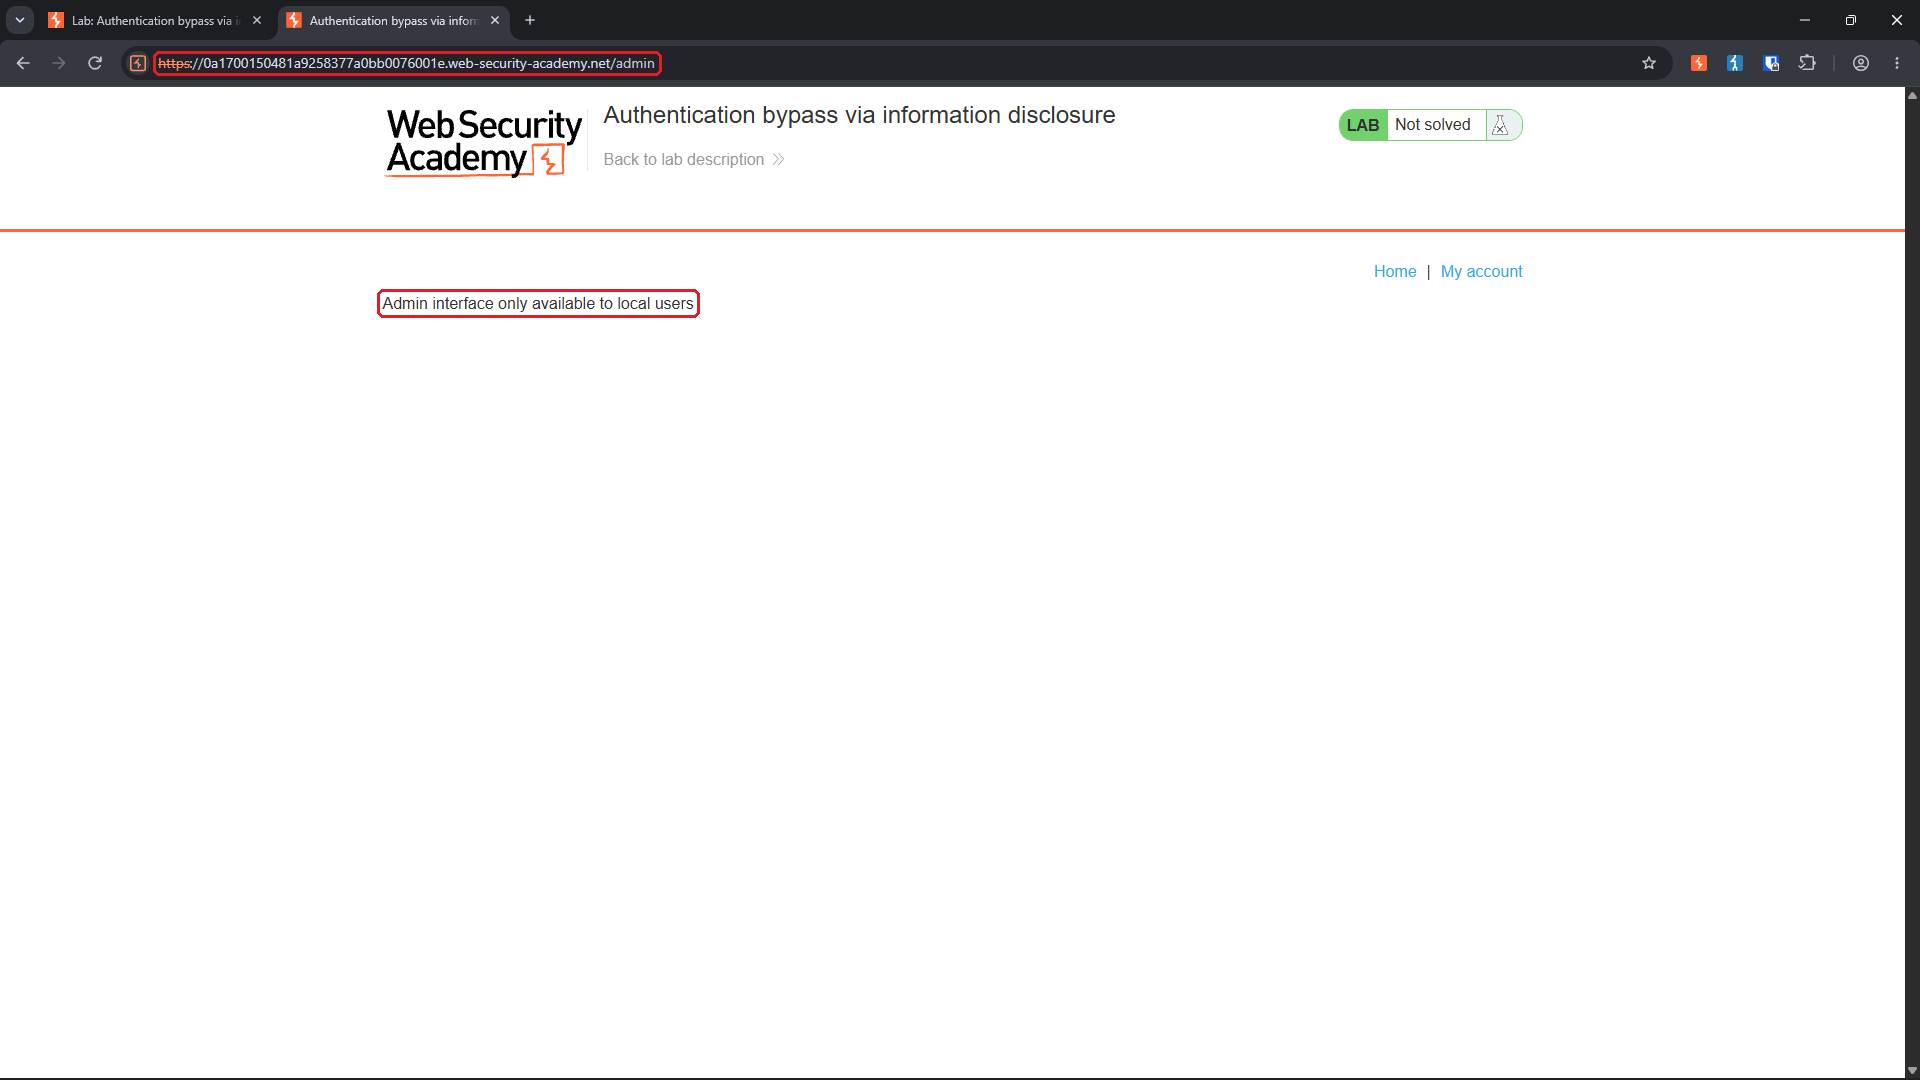 Lab: Authentication bypass via i
Authentication bypass via infor
https://0a1700150481a9258377a0bb0076001e.web-security-academy.net/admin
Web Security
Academy
Authentication bypass via information disclosure
Back to lab description
LAB Not solved
Home | My account
Admin interface only available to local users